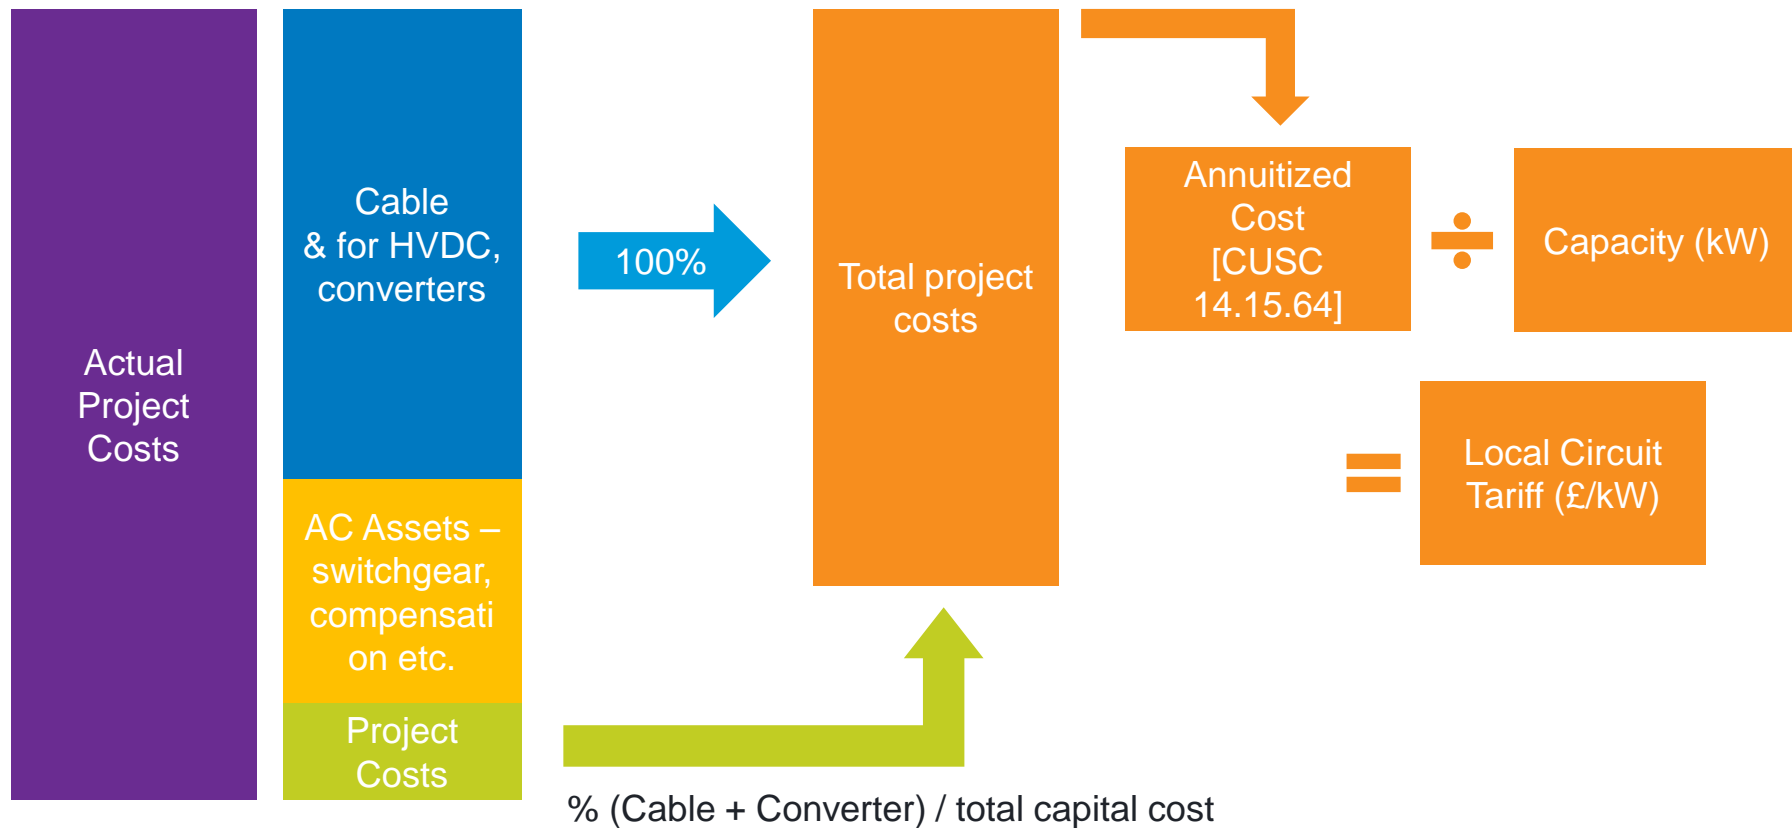 Actual
Project
Costs
Cable
& for HVDC,
converters
AC Assets –
switchgear,
compensati
on etc.
Project
Costs
100%
Total project
costs
Annuitized
Cost
[CUSC
14.15.64]
÷
Capacity (kW)
=
Local Circuit
Tariff (£/kW)
% (Cable + Converter) / total capital cost